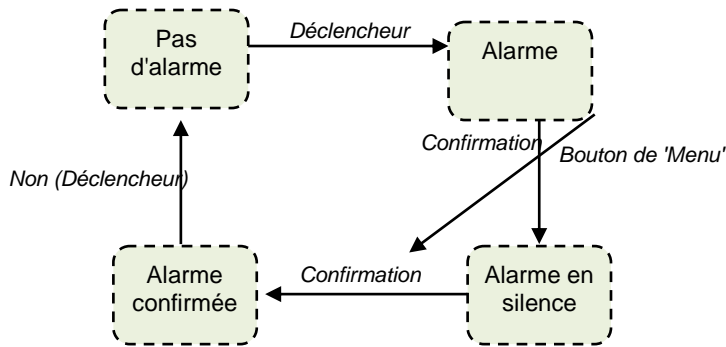 Pas
d'alarme
Déclencheur
Alarme
Confirmation
Bouton de 'Menu'
Non (Déclencheur)
Alarme
confirmée
Confirmation
Alarme en
silence